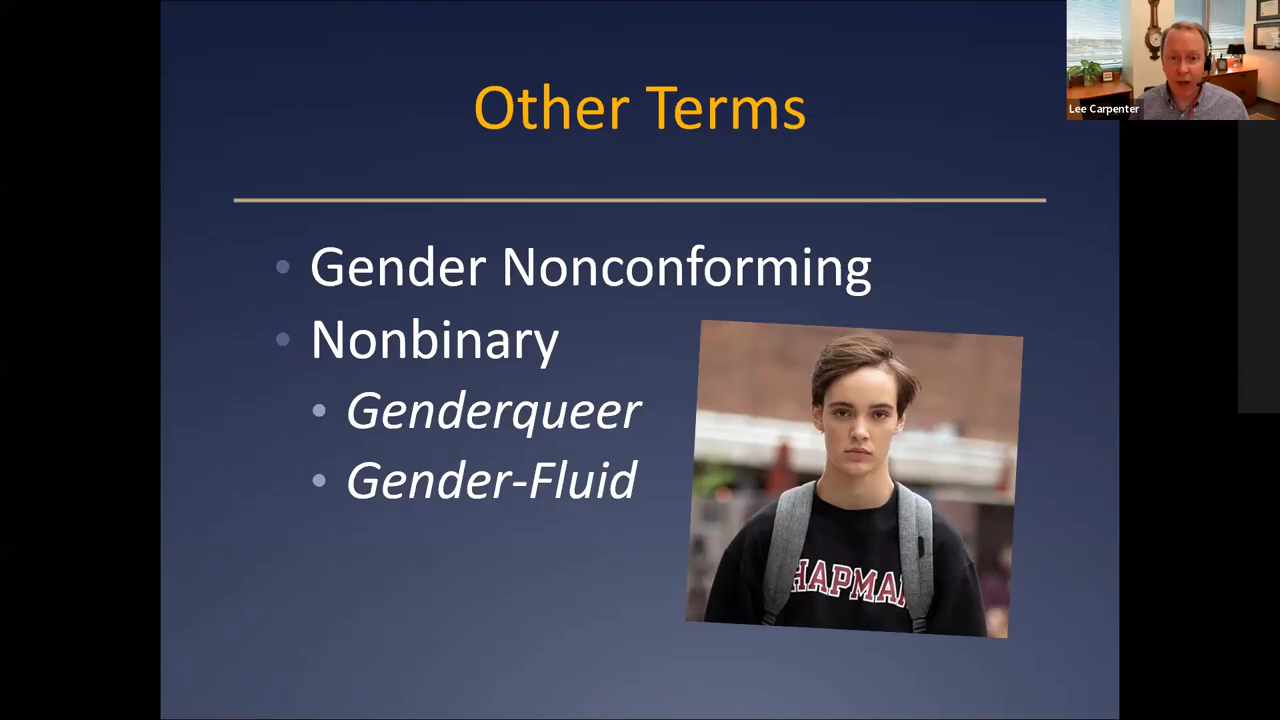 Other Terms
Lee Carpenter
Gender Nonconforming
Nonbinary
Genderqueer
Gender-Fluid
HAPMA